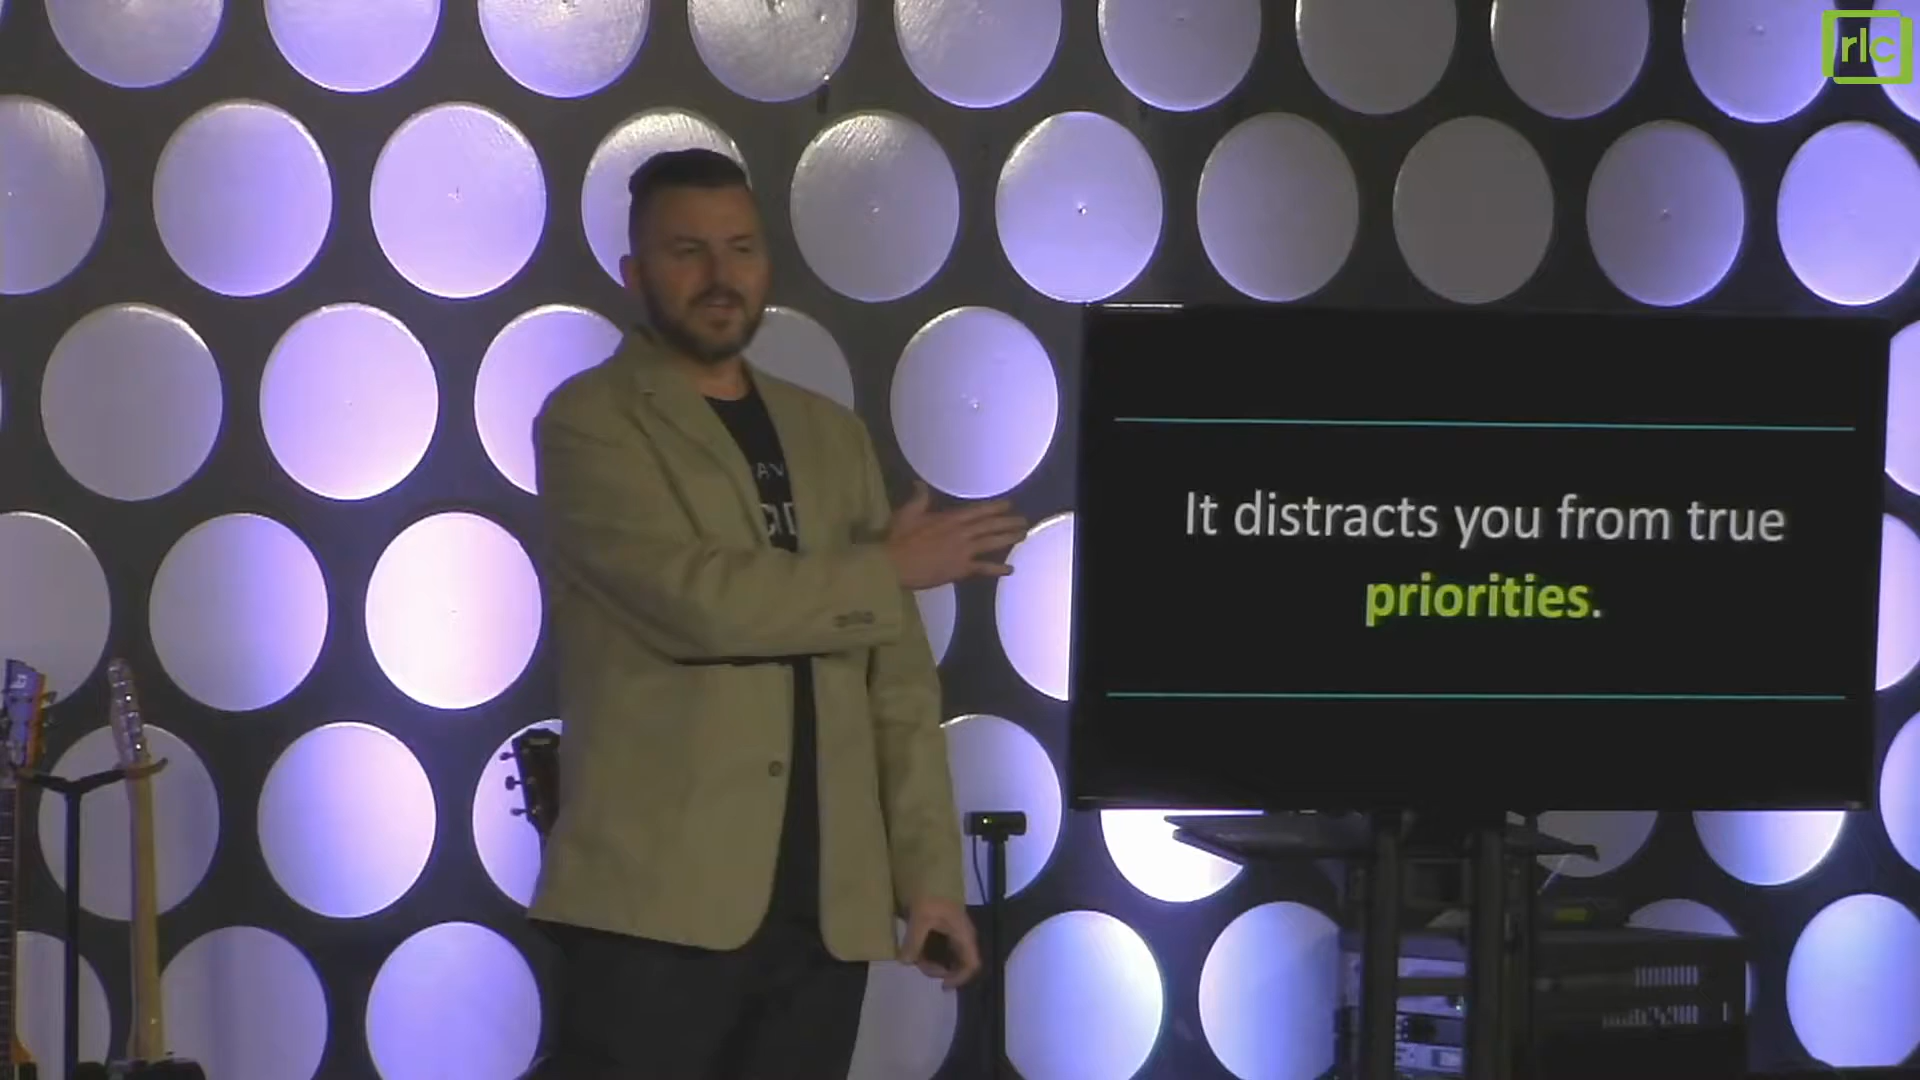 rlc
It distracts you from true
priorities.